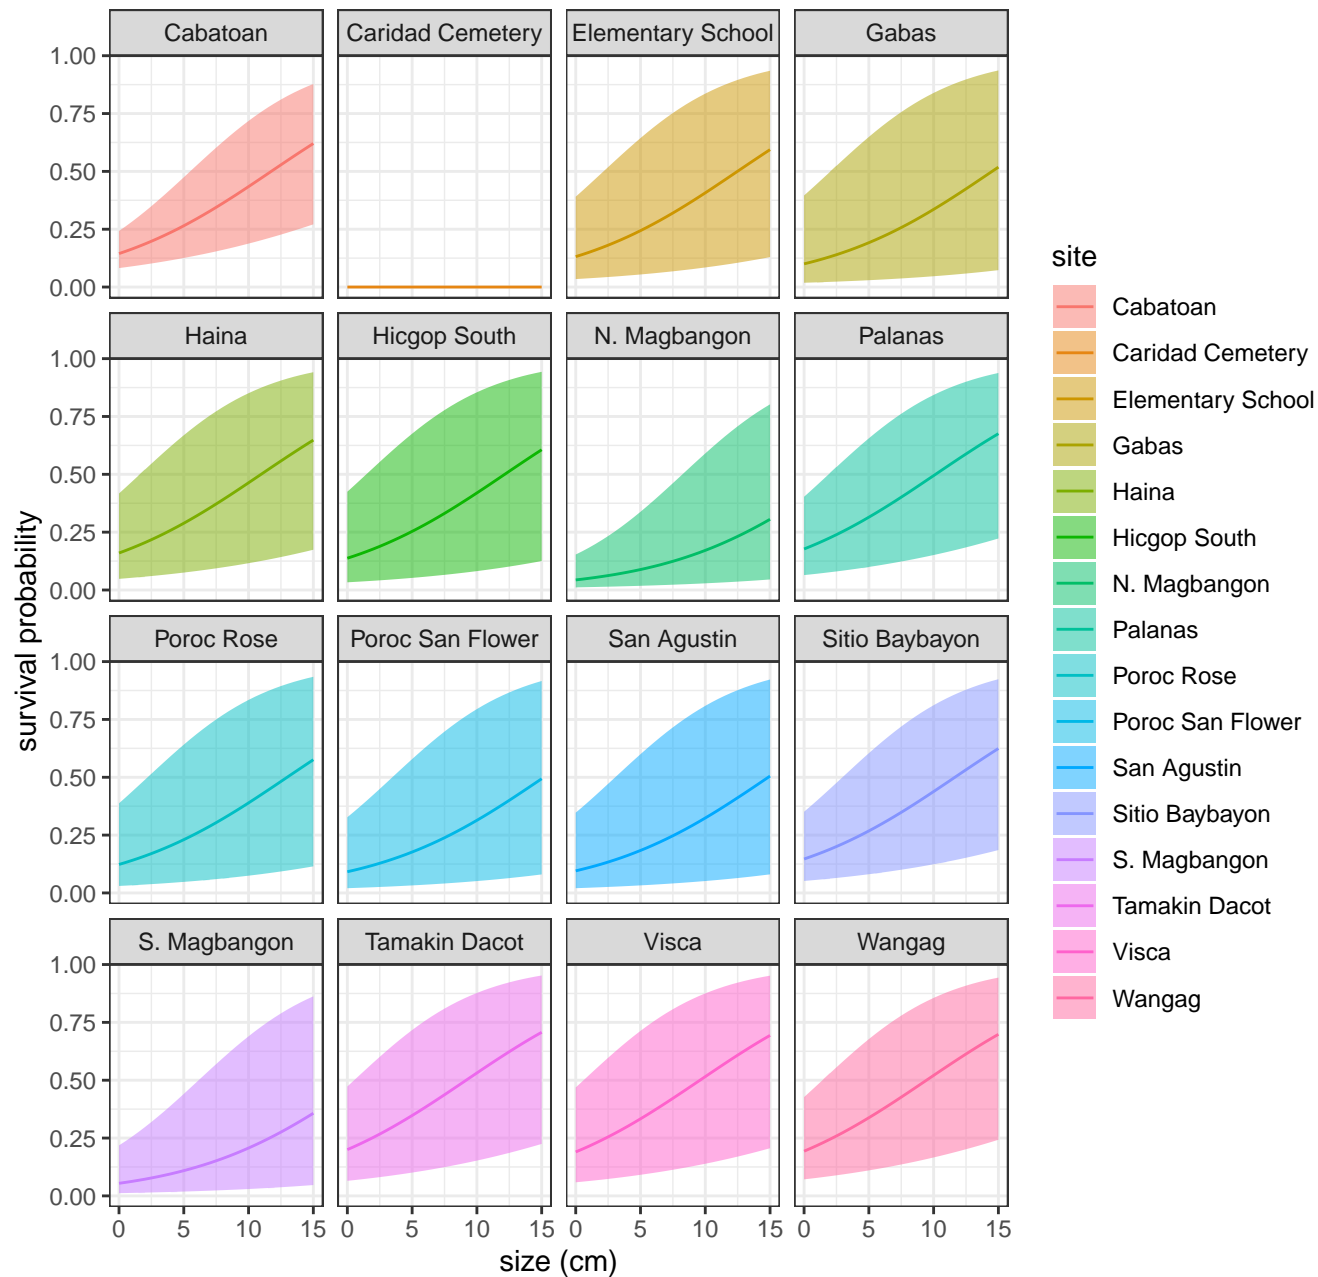 Cabatoan Caridad Cemetery Elementary School Gabas
1.00
0.75
0.50
0.25
0.00
Haina Hicgop South N. Magbangon Palanas
1.00
0.75
0.50
0.25
0.00
Poroc Rose Poroc San Flower San Agustin Sitio Baybayon
1.00
0.75
0.50
0.25
0.00
S. Magbangon Tamakin Dacot Visca Wangag
1.00
0.75
0.50
0.25
0.00
0 5 10 15 0 5 10 15 0 5 10 15 0 5 10 15
size (cm)
survival probability
site
Cabatoan
Caridad Cemetery
Elementary School
Gabas
Haina
Hicgop South
N. Magbangon
Palanas
Poroc Rose
Poroc San Flower
San Agustin
Sitio Baybayon
S. Magbangon
Tamakin Dacot
Visca
Wangag